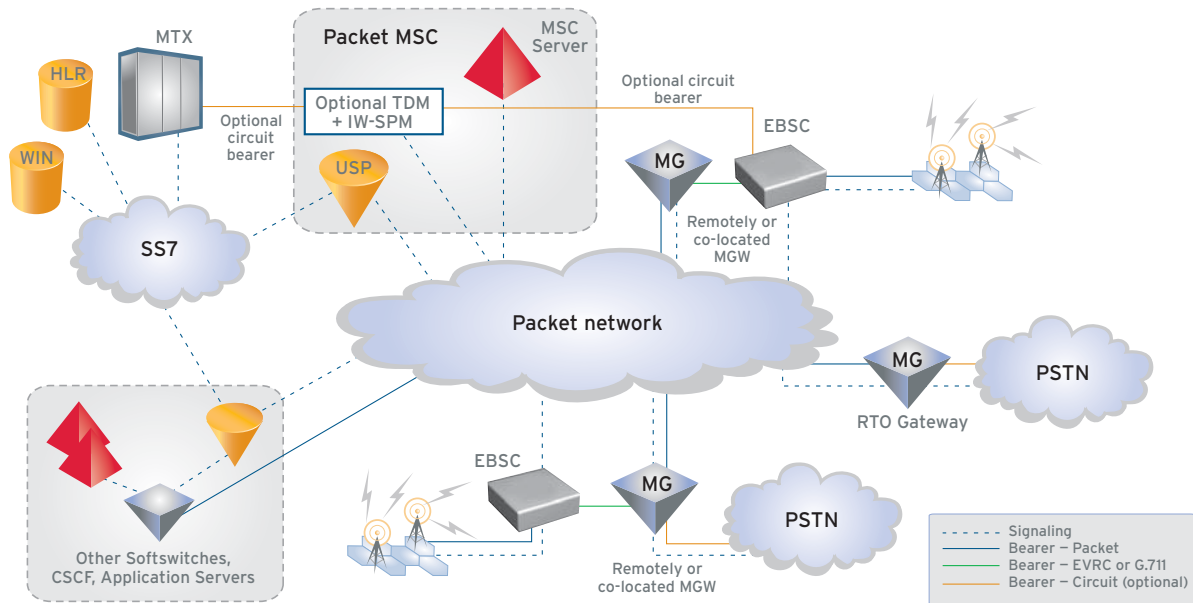 MTX
HLR
WIN
SS7
Optional
circuit
bearer
Packet MSC
MSC
Server
Optional TDM
+ IW-SPM
USP
Optional circuit
bearer
EBSC
MG
Remotely or
co-located
MGW
Packet network
MG
RTO Gateway
PSTN
Other Softswitches,
CSCF, Application Servers
EBSC
MG
Remotely or
co-located MGW
PSTN
Signaling
Bearer – Packet
Bearer – EVRC or G.711
Bearer – Circuit (optional)